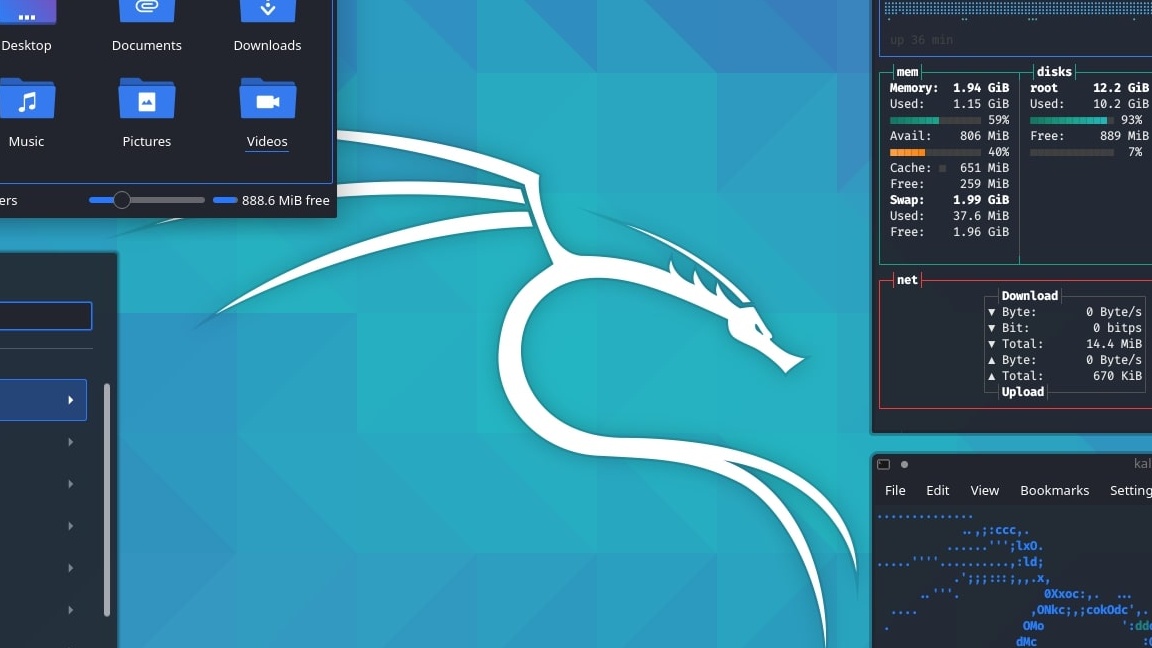 Desktop Documents Downloads
Music Pictures Videos
ers 888.6 MiB free
up 36 min
mem
Memory: 1.94 GiB
Used: 1.15 GiB
59%
Avail: 806 MiB
40%
Cache: 651 MiB
Free: 259 MiB
Swap: 1.99 GiB
Used: 37.6 MiB
Free: 1.96 GiB
disks
root 12.2 GiB
Used: 10.2 GiB
93%
Free: 889 MiB
7%
net
Download
▼ Byte: 0 Byte/s
▼ Bit: 0 bitps
▼ Total: 14.4 MiB
▲ Byte: 0 Byte/s
▲ Total: 670 KiB
Upload
kal
File Edit View Bookmarks Setting
..............
..,;:ccc,.
......''';lxO.
.....''''..........,:ld;
.';;;:::;,,.x,
..'''. 0Xxoc:,. ...
.... ,ONkc;,;cokOdc',.
. OMo ':ddo
dMc :O